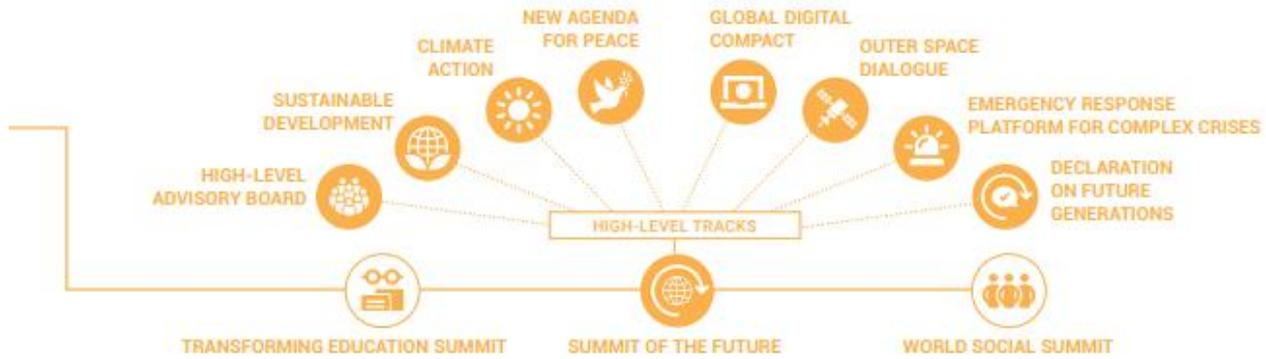 NEW AGENDA
FOR PEACE
GLOBAL DIGITAL
COMPACT
CLIMATE
ACTION
OUTER SPACE
DIALOGUE
SUSTAINABLE
DEVELOPMENT
EMERGENCY RESPONSE
PLATFORM FOR COMPLEX CRISES
HIGH-LEVEL
ADVISORY BOARD
DECLARATION
ON FUTURE
GENERATIONS
HIGH-LEVEL TRACKS
TRANSFORMING EDUCATION SUMMIT
SUMMIT OF THE FUTURE
WORLD SOCIAL SUMMIT